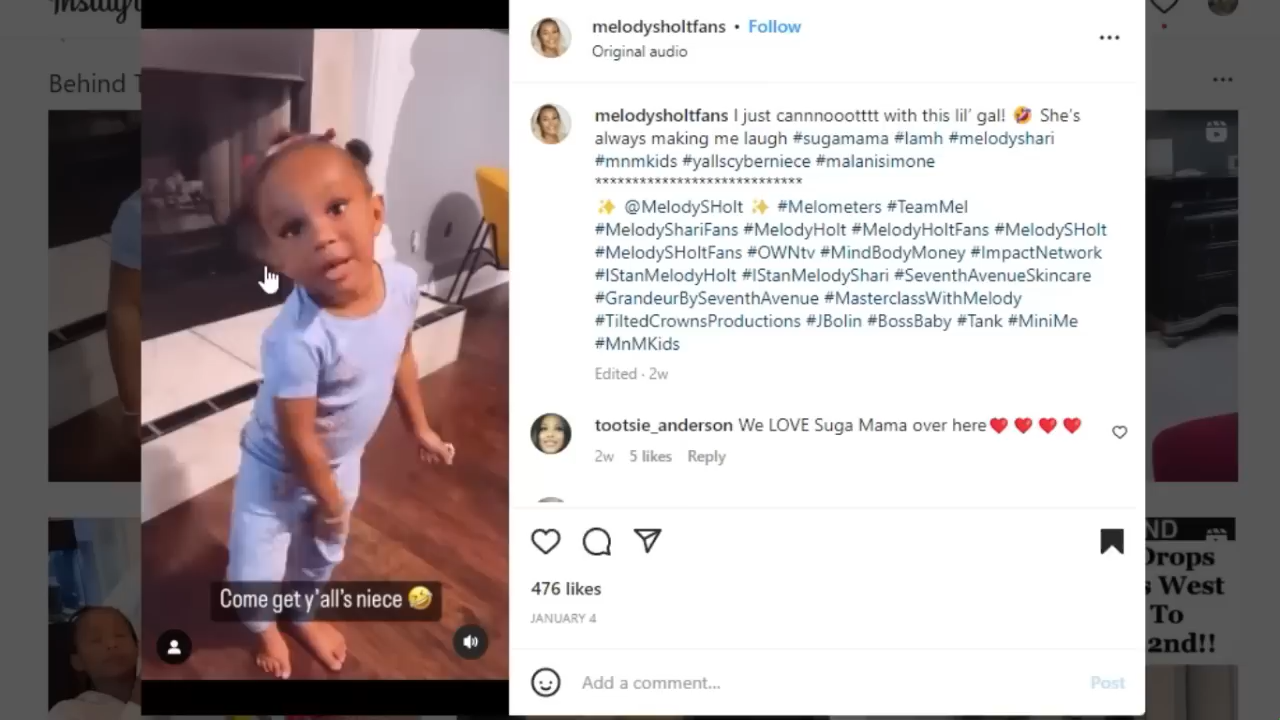 melodysholtfans • Follow
Original audio
Behind
melodysholtfans I just cannnoootttt with this lil' gal! 🤣 She's
always making me laugh #sugamama #lamh #melodyshari
#mnmkids #yallscyberniece #malanisimone
****************************
✨ @MelodySHolt ✨ #Melometers #TeamMel
#MelodyShariFans #MelodyHolt #MelodyHoltFans #MelodySHolt
#MelodySHoltFans #OWNtv #MindBodyMoney #ImpactNetwork
#IStanMelodyHolt #IStanMelodyShari #SeventhAvenueSkincare
#GrandeurBySeventhAvenue #MasterclassWithMelody
#TiltedCrownsProductions #JBolin #BossBaby #Tank #MiniMe
#MnMKids
Edited · 2w
tootsie_anderson We LOVE Suga Mama over here❤️❤️❤️❤️
2w 5 likes Reply
Come get y'all's niece 🤣
476 likes
JANUARY 4
Add a comment...
Post
ND
Drops
s West
To
2nd!!